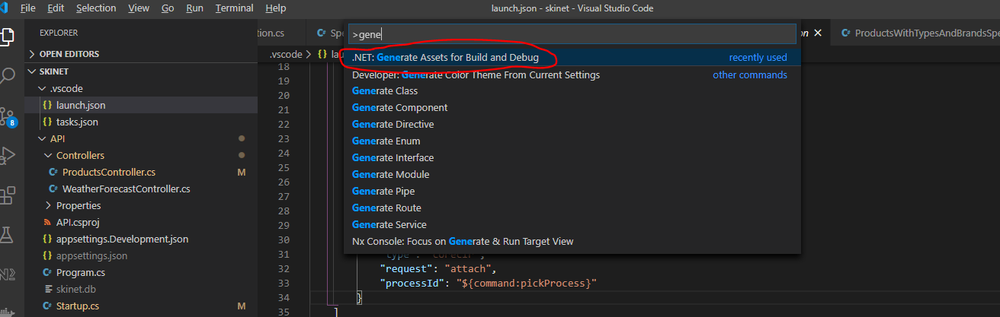 File Edit Selection View Go Run Terminal Help
launch.json - skinet - Visual Studio Code
EXPLORER
OPEN EDITORS
SKINET
.vscode
launch.json
tasks.json
API
Controllers
ProductsController.cs M
WeatherForecastController.cs
Properties
API.csproj
appsettings.Development.json
appsettings.json
Program.cs
skinet.db
Startup.cs M
8
tion.cs
ProductsWithTypesAndBrandsSpe
.vscode > {} lau
>gene
.NET: Generate Assets for Build and Debug recently used
Developer: Generate Color Theme From Current Settings other commands
Generate Class
Generate Component
Generate Directive
Generate Enum
Generate Interface
Generate Module
Generate Pipe
Generate Route
Generate Service
Nx Console: Focus on Generate & Run Target View
18
19
20
21
22
23
24
25
26
27
28
29
30
31
32 "request": "attach",
33 "processId": "${command:pickProcess}"
34 }
35 ]